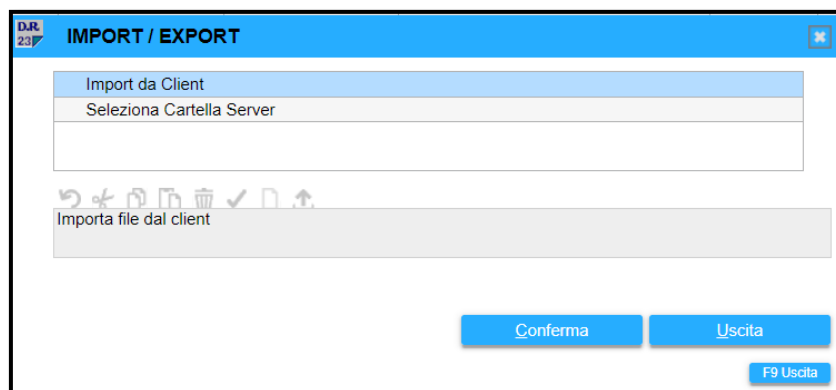 D.R.
23
IMPORT / EXPORT
Import da Client
Seleziona Cartella Server
Importa file dal client
Conferma
Uscita
F9 Uscita